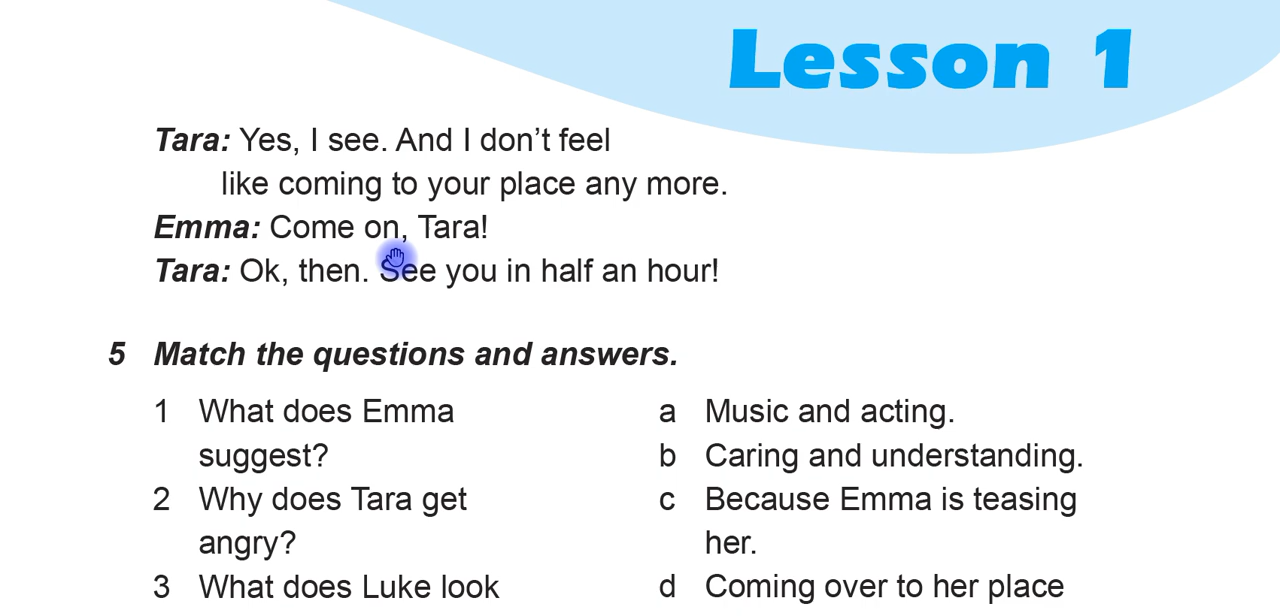 Lesson 1
Tara: Yes, I see. And I don’t feel
like coming to your place any more.
Emma: Come on, Tara!
Tara: Ok, then. See you in half an hour!
5 Match the questions and answers.
1 What does Emma
suggest?
2 Why does Tara get
angry?
3 What does Luke look
a Music and acting.
b Caring and understanding.
c Because Emma is teasing
her.
d Coming over to her place